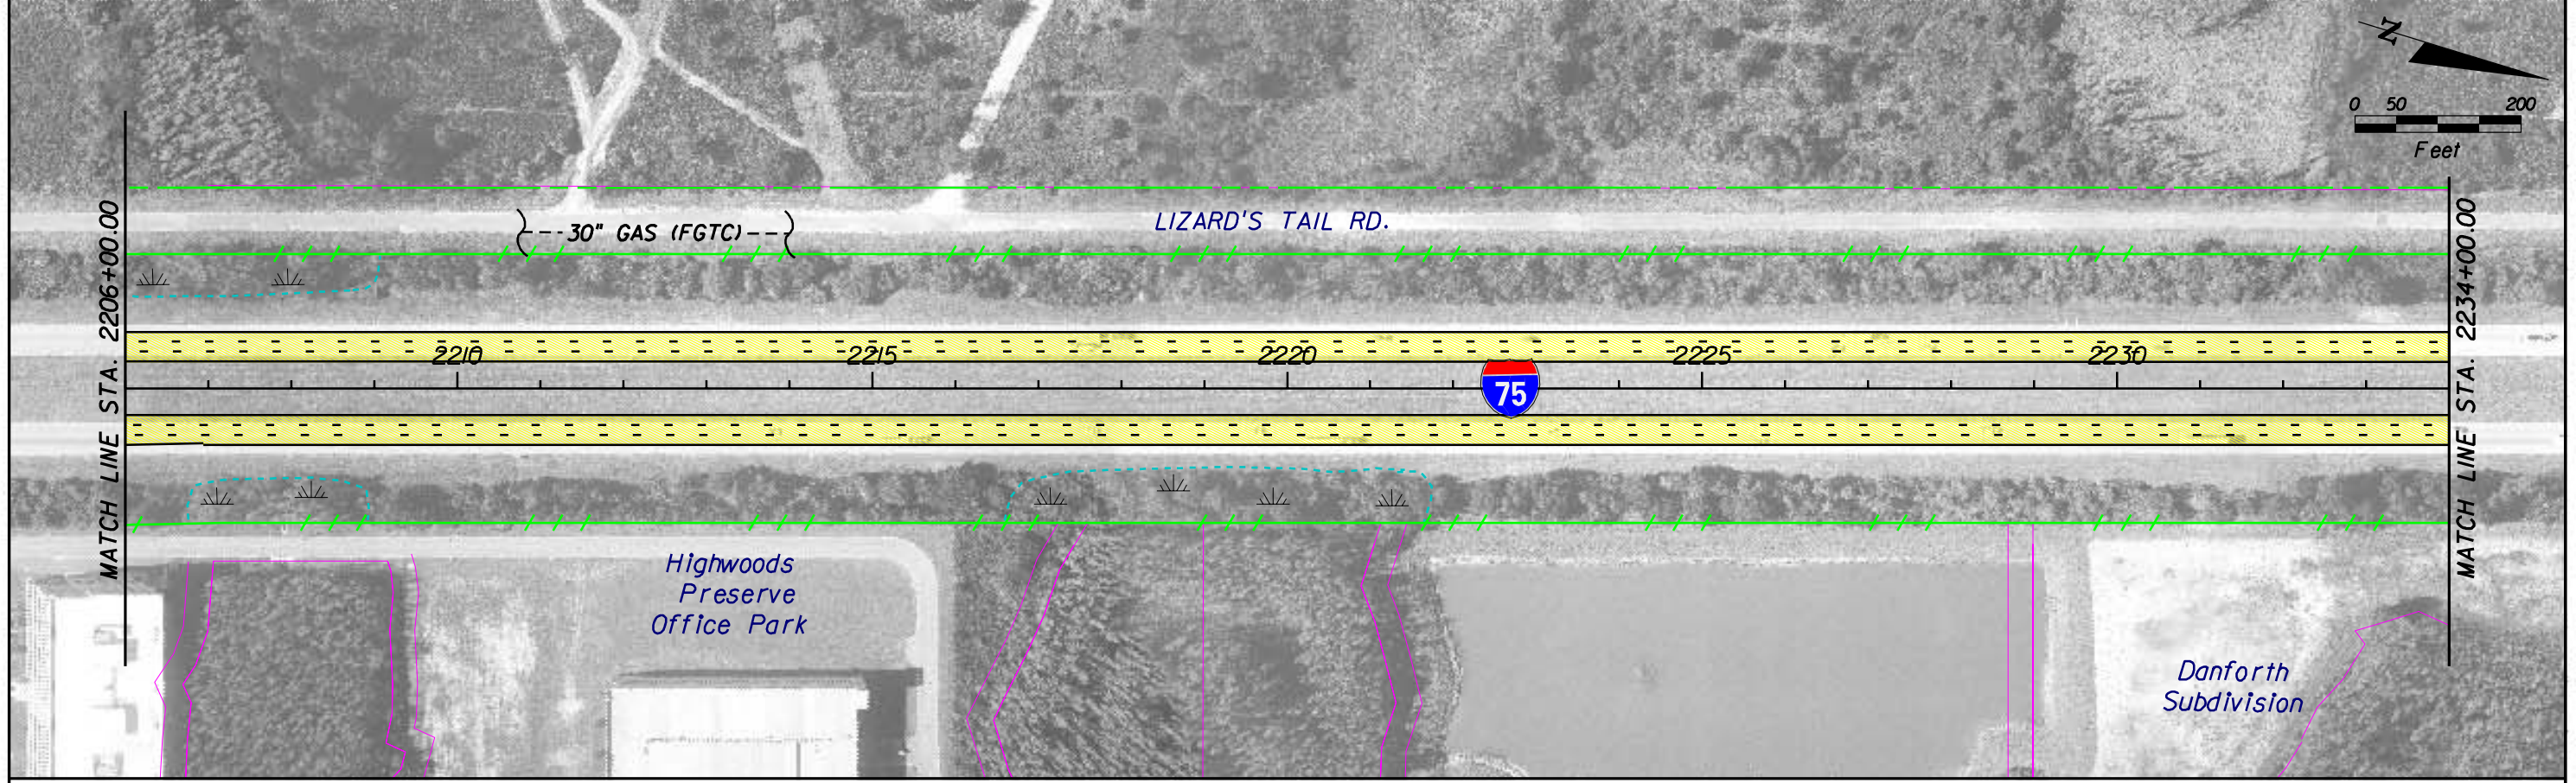 N
0 50 200
Feet
MATCH LINE STA. 2206+00.00
LIZARD'S TAIL RD.
30" GAS (FGTC)
MATCH LINE STA. 2234+00.00
2210 2215 2220 2225 2230
75
Highwoods
Preserve
Office Park
Danforth
Subdivision